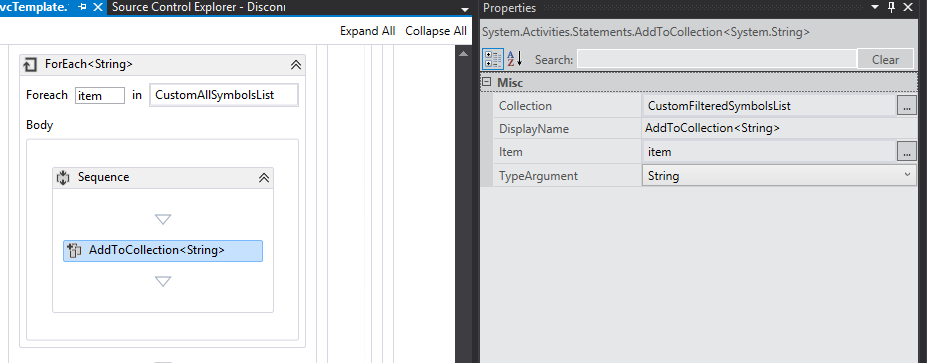 vcTemplate.
Source Control Explorer - Disconn
Expand All Collapse All
ForEach<String>
Foreach item in CustomAllSymbolsList
Body
Sequence
AddToCollection<String>
Properties
System.Activities.Statements.AddToCollection<System.String>
A
Z
Search: Clear
Misc
Collection CustomFilteredSymbolsList ...
DisplayName AddToCollection<String>
Item item ...
TypeArgument String